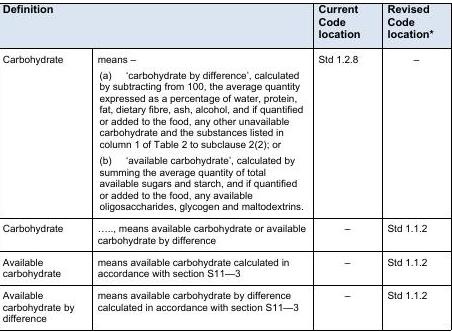 Definition
Current
Code
location
Revised
Code
location*
Carbohydrate
means –
(a) 'carbohydrate by difference', calculated
by subtracting from 100, the average quantity
expressed as a percentage of water, protein,
fat, dietary fibre, ash, alcohol, and if quantified
or added to the food, any other unavailable
carbohydrate and the substances listed in
column 1 of Table 2 to subclause 2(2); or
(b) 'available carbohydrate', calculated by
summing the average quantity of total
available sugars and starch, and if quantified
or added to the food, any available
oligosaccharides, glycogen and maltodextrins.
Std 1.2.8
–
Carbohydrate
….., means available carbohydrate or available
carbohydrate by difference
–
Std 1.1.2
Available
carbohydrate
means available carbohydrate calculated in
accordance with section S11—3
–
Std 1.1.2
Available
carbohydrate by
difference
means available carbohydrate by difference
calculated in accordance with section S11—3
–
Std 1.1.2